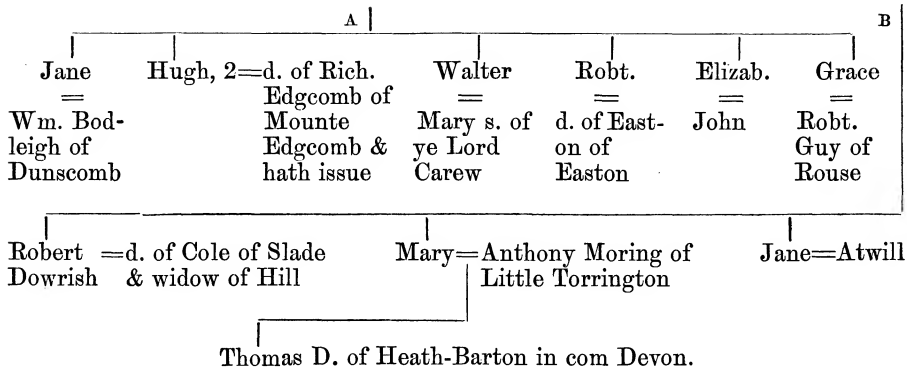 A B
Jane Hugh, 2=d. of Rich. Walter Robt. Elizab. Grace
= Edgcomb of = = = =
Wm. Bod- Mounte Mary s. of d. of East- John Robt.
leigh of Edgcomb & ye Lord on of Guy of
Dunscomb hath issue Carew Easton Rouse
Robert =d. of Cole of Slade Mary=Anthony Moring of Jane=Atwill
Dowrish & widow of Hill Little Torrington
Thomas D. of Heath-Barton in com Devon.